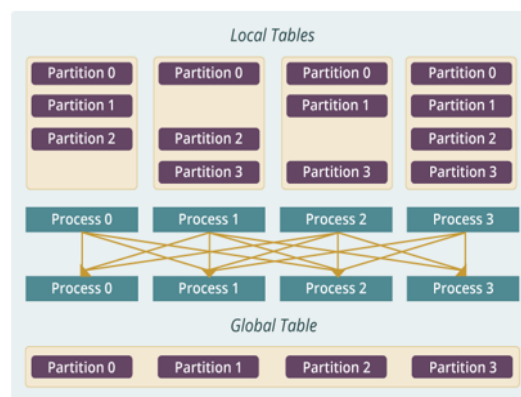 Local Tables
Partition 0 Partition 0 Partition 0 Partition 0
Partition 1 Partition 1 Partition 1
Partition 2 Partition 2 Partition 2
Partition 3 Partition 3 Partition 3
Process 0 Process 1 Process 2 Process 3
Process 0 Process 1 Process 2 Process 3
Global Table
Partition 0 Partition 1 Partition 2 Partition 3